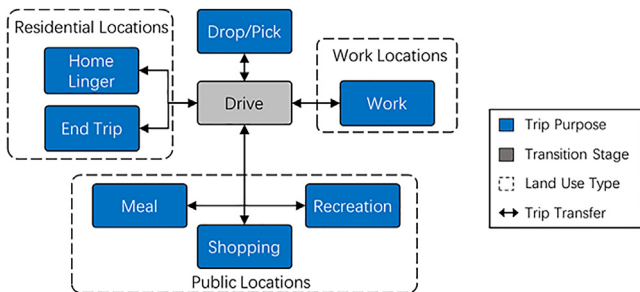 Residential Locations
Drop/Pick
Work Locations
Home
Linger
Drive
Work
End Trip
Trip Purpose
Transition Stage
Land Use Type
Trip Transfer
Meal
Recreation
Shopping
Public Locations